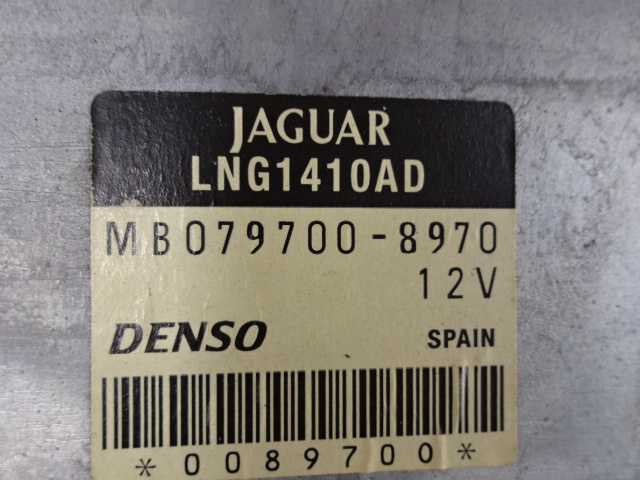 JAGUAR
LNG1410AD
MB079700-8970
12V
DENSO SPAIN
*0089700*